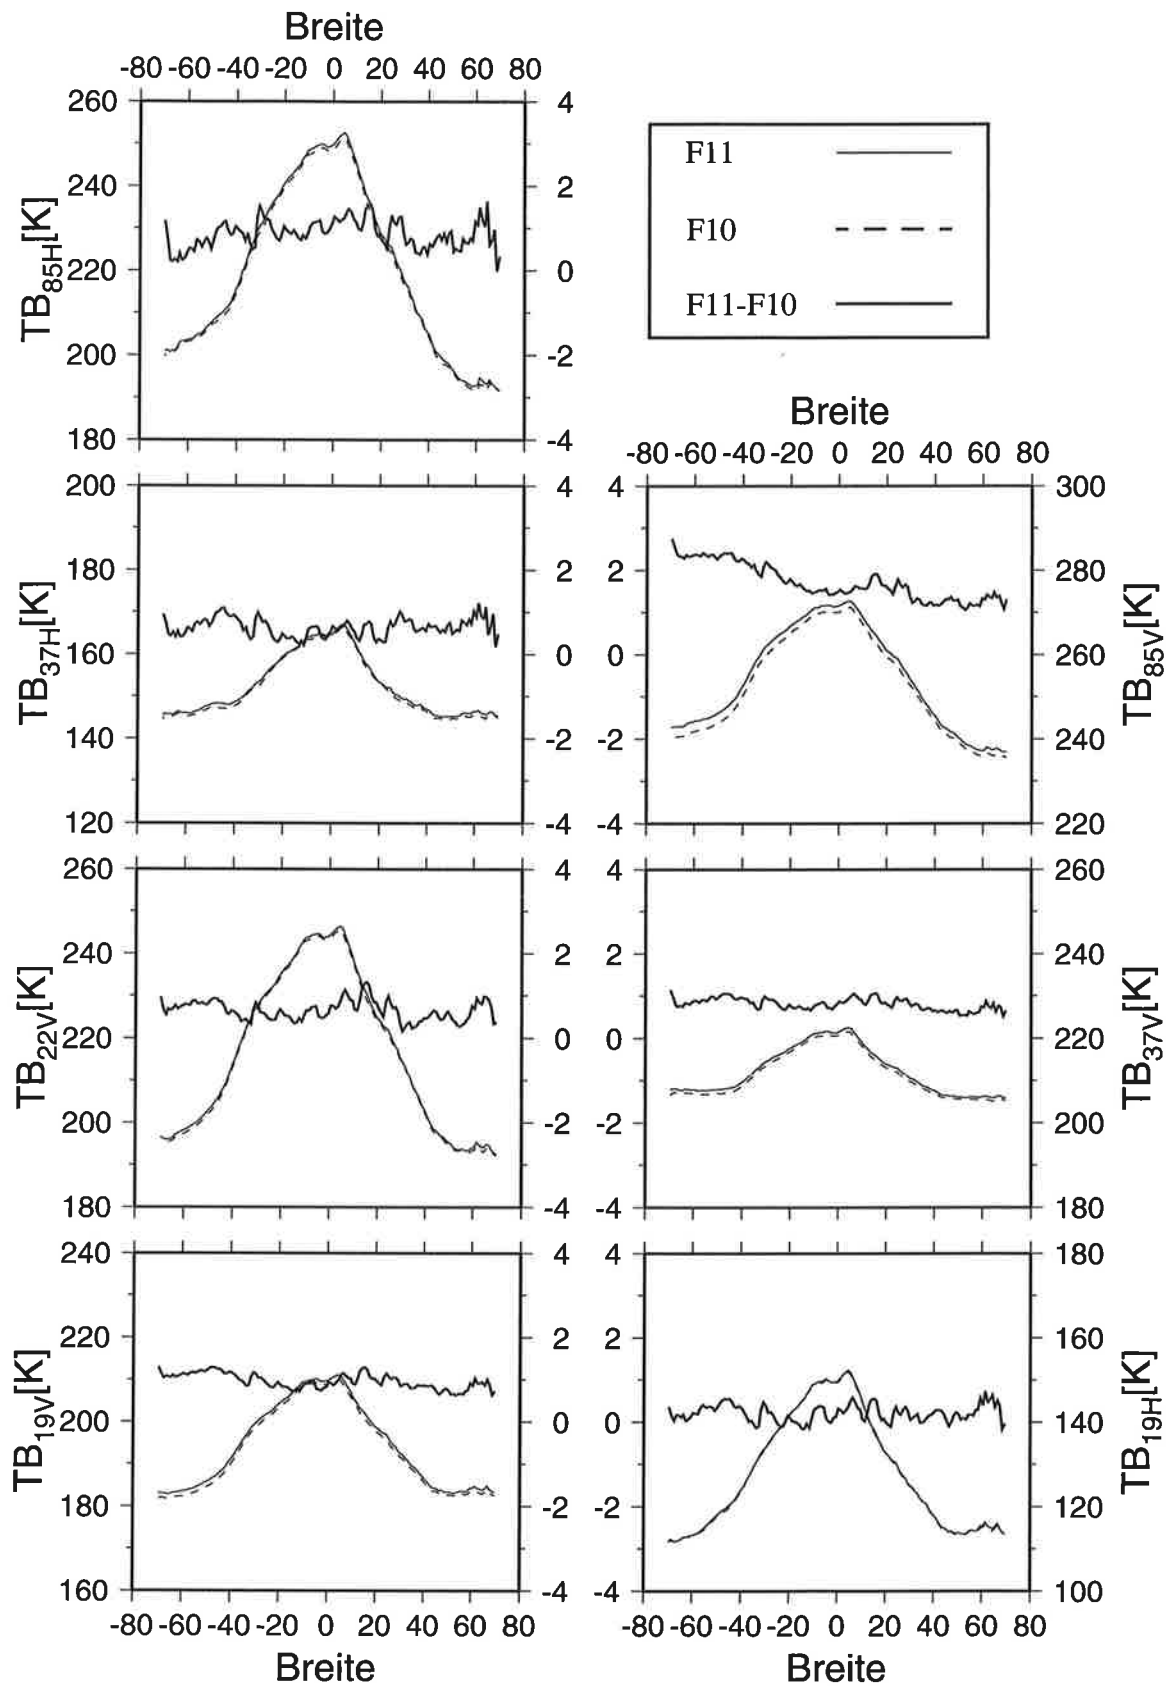 Breite
-80 -60 -40 -20 0 20 40 60 80
260 240 220 200 180
TB85H[K]
4 2 0 -2 -4
F11
F10
F11-F10
200 180 160 140 120
TB37H[K]
4 2 0 -2 -4
Breite
-80 -60 -40 -20 0 20 40 60 80
4 2 0 -2 -4
300 280 260 240 220
TB85V[K]
260 240 220 200 180
TB22V[K]
4 2 0 -2 -4
4 2 0 -2 -4
260 240 220 200 180
TB37V[K]
240 220 200 180 160
TB19V[K]
4 2 0 -2 -4
-80 -60 -40 -20 0 20 40 60 80
Breite
4 2 0 -2 -4
180 160 140 120 100
TB19H[K]
-80 -60 -40 -20 0 20 40 60 80
Breite